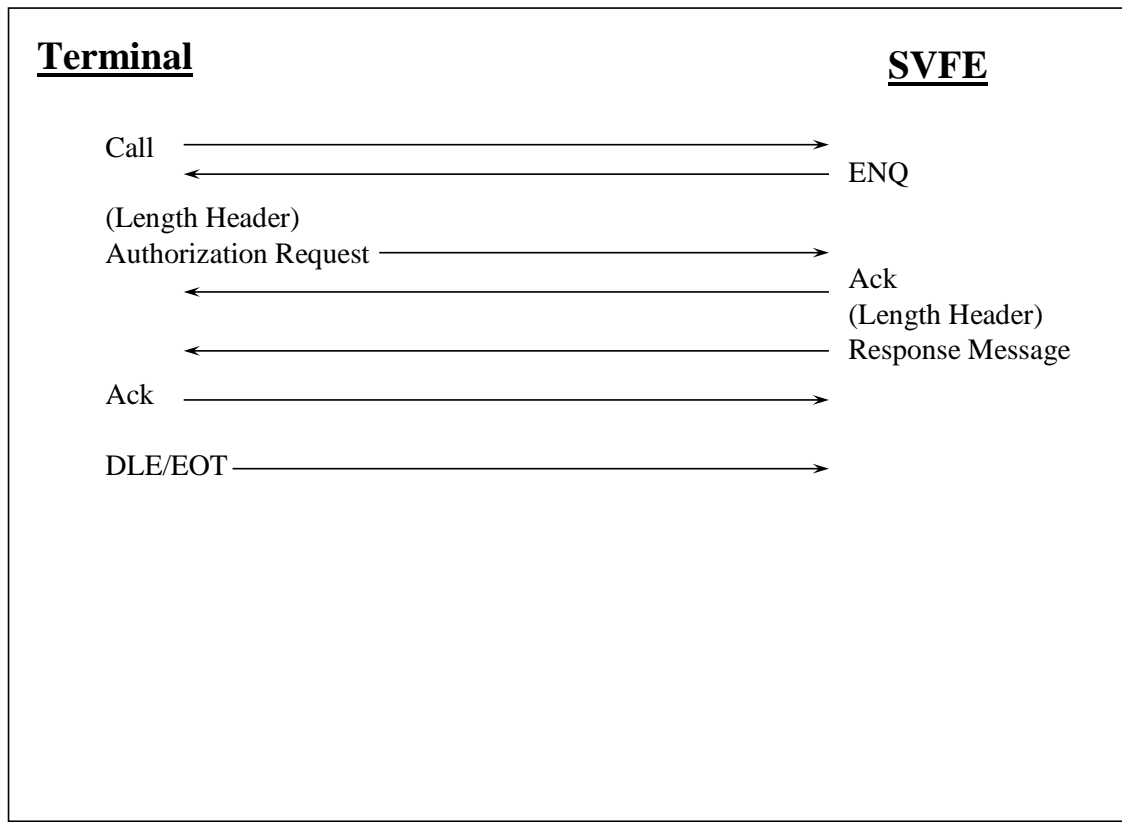 Terminal
SVFE
Call
ENQ
(Length Header)
Authorization Request
Ack
(Length Header)
Response Message
Ack
DLE/EOT